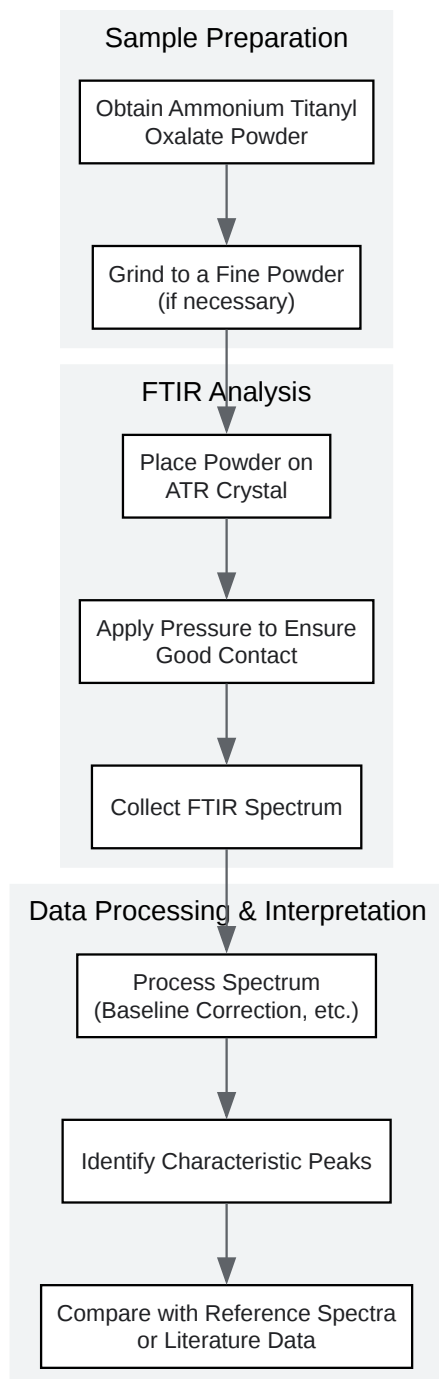 Sample Preparation
Obtain Ammonium Titanyl
Oxalate Powder
Grind to a Fine Powder
(if necessary)
FTIR Analysis
Place Powder on
ATR Crystal
Apply Pressure to Ensure
Good Contact
Collect FTIR Spectrum
Data Processing & Interpretation
Process Spectrum
(Baseline Correction, etc.)
Identify Characteristic Peaks
Compare with Reference Spectra
or Literature Data